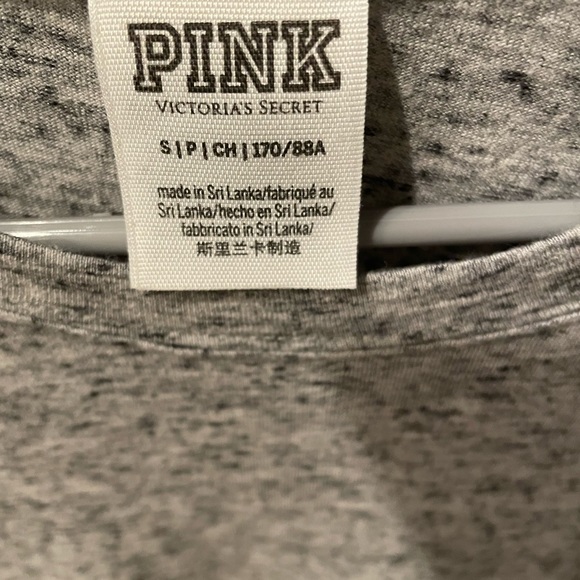 PINK
VICTORIA'S SECRET
S|P|CH|170/88A
made in Sri Lanka/fabriqué au
Sri Lanka/hecho en Sri Lanka/
fabbricato in Sri Lanka/
斯里兰卡制造